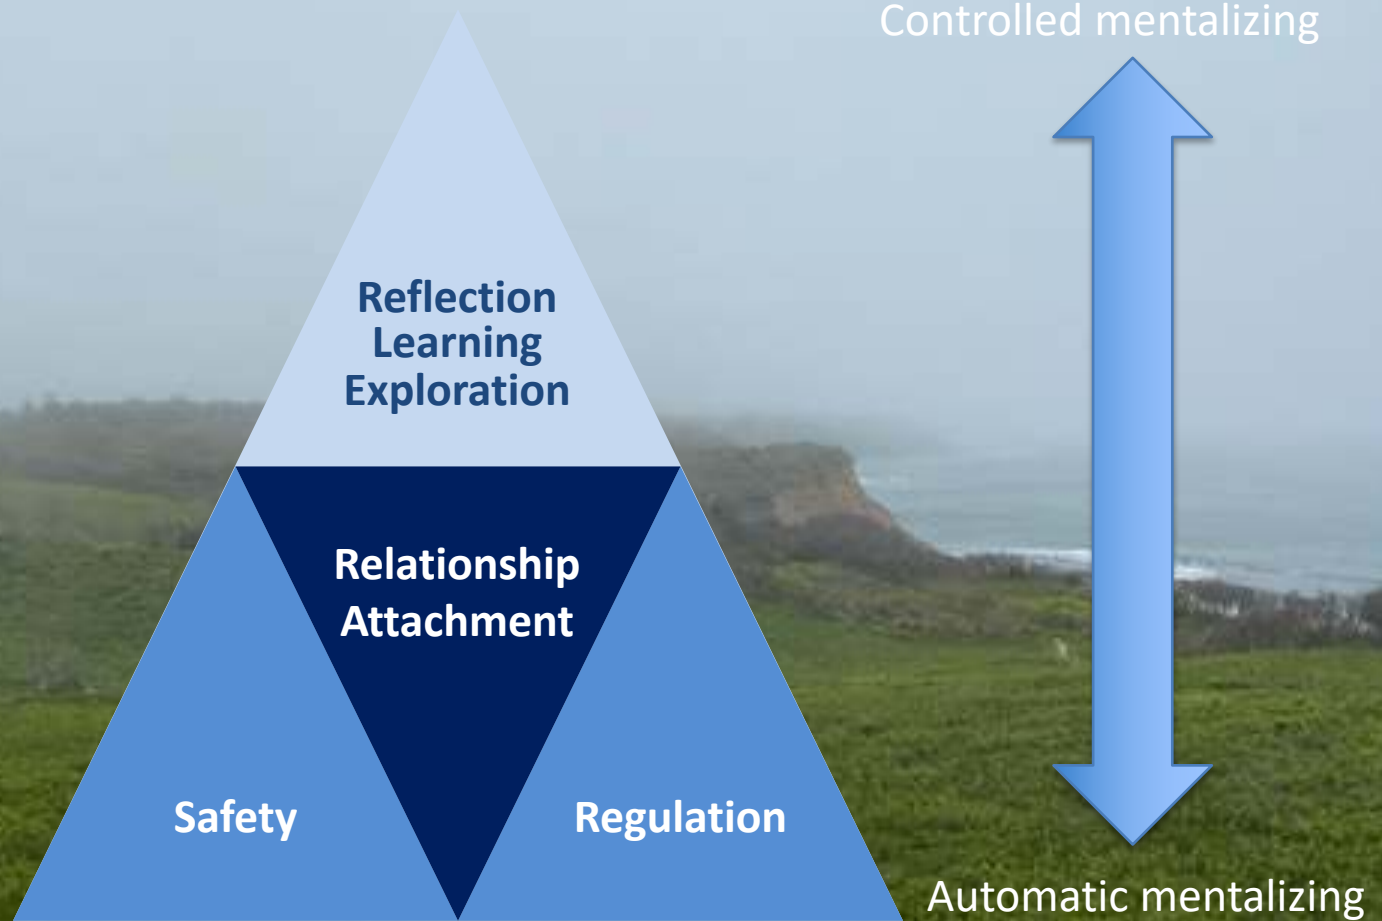 Controlled mentalizing
Reflection
Learning
Exploration
Relationship
Attachment
Safety
Regulation
Automatic mentalizing